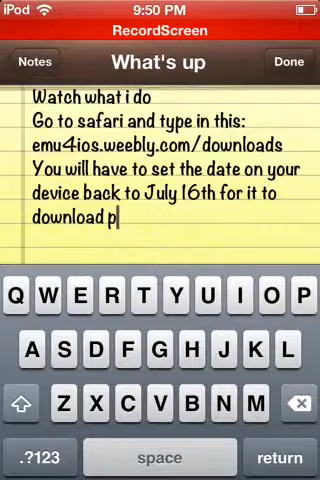 iPod 9:50 PM
RecordScreen
Notes What's up Done
Watch what i do
Go to safari and type in this:
emu4ios.weebly.com/downloads
You will have to set the date on your
device back to July 16th for it to
download p
Q W E R T Y U I O P
A S D F G H J K L
Z X C V B N M
.?123 space return